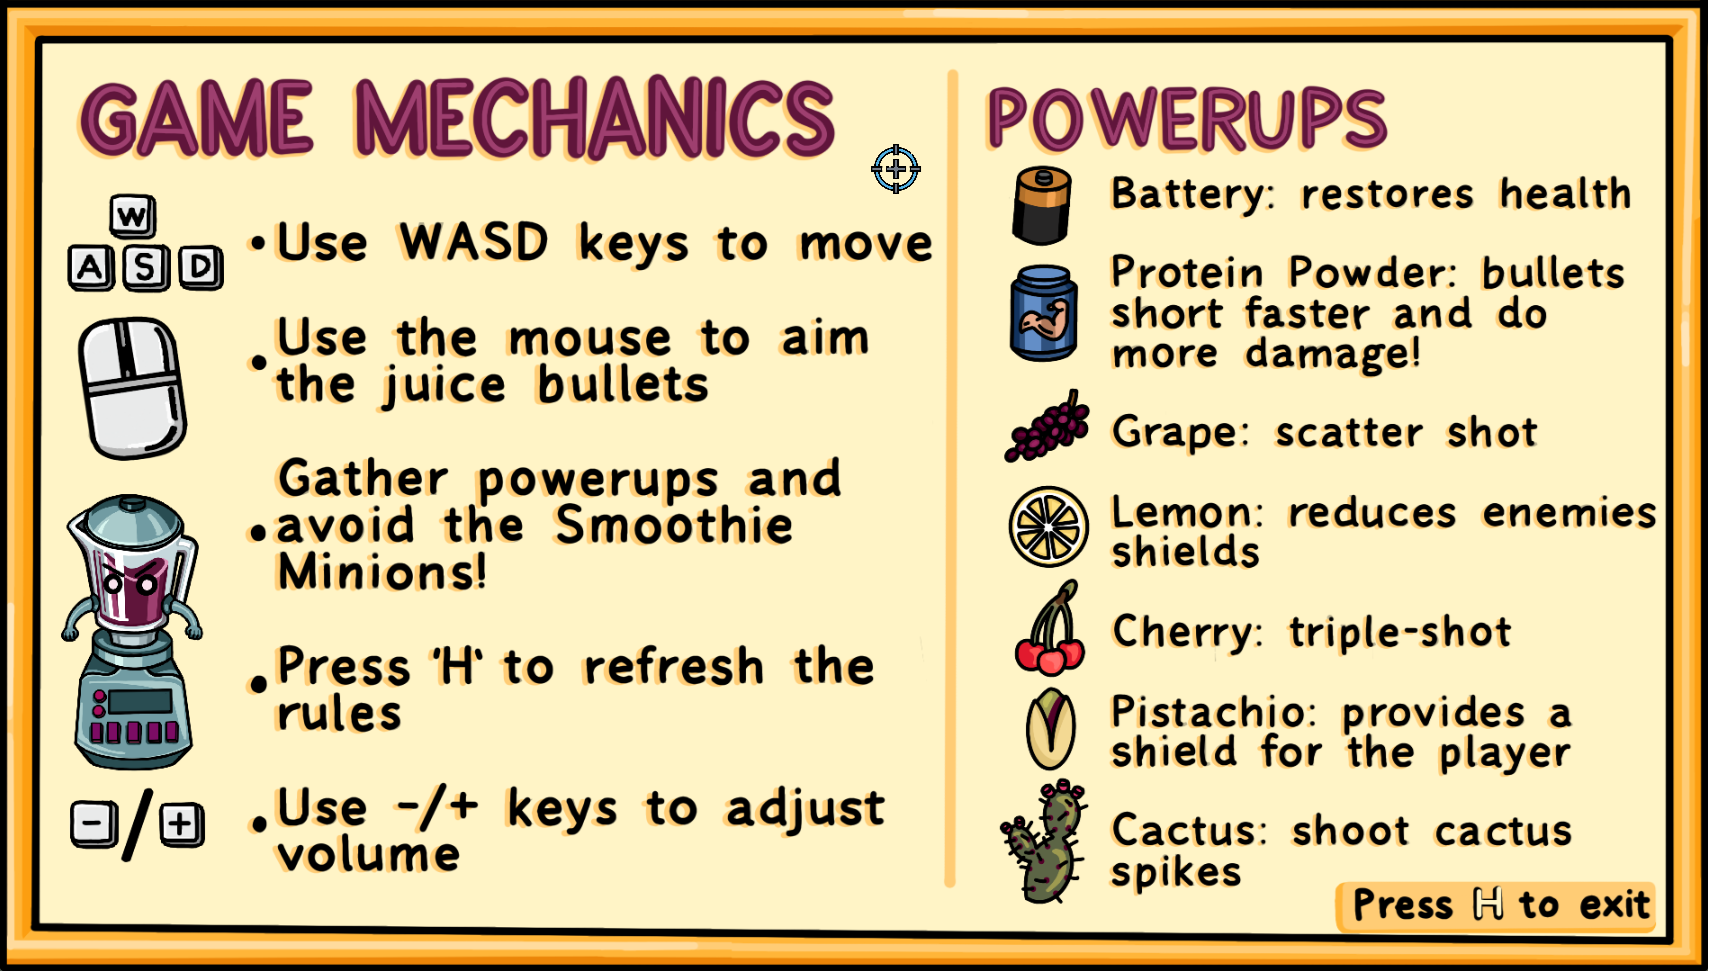 GAME MECHANICS
W
A S D
• Use WASD keys to move
• Use the mouse to aim
the juice bullets
Gather powerups and
• avoid the Smoothie
Minions!
• Press 'H' to refresh the
rules
- / +
• Use -/+ keys to adjust
volume
POWERUPS
Battery: restores health
Protein Powder: bullets
short faster and do
more damage!
Grape: scatter shot
Lemon: reduces enemies
shields
Cherry: triple-shot
Pistachio: provides a
shield for the player
Cactus: shoot cactus
spikes
Press H to exit